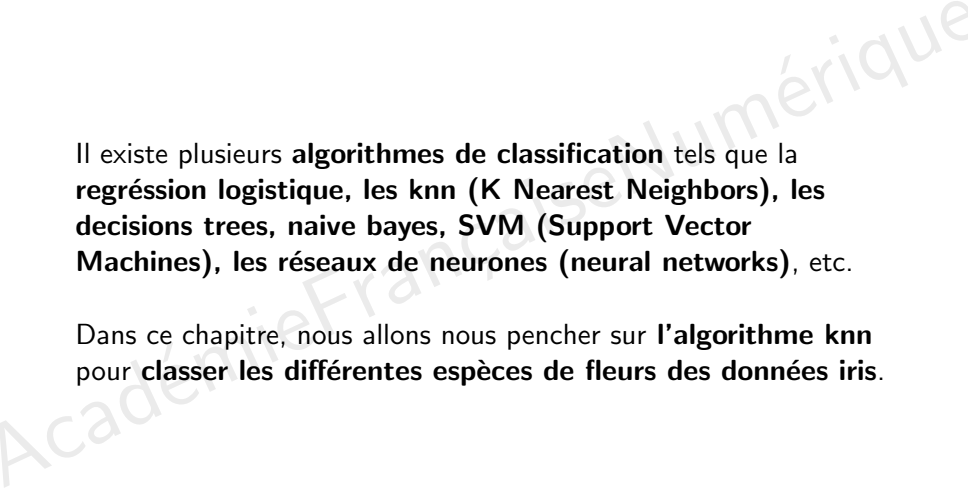 Il existe plusieurs algorithmes de classification tels que la
regréssion logistique, les knn (K Nearest Neighbors), les
decisions trees, naive bayes, SVM (Support Vector
Machines), les réseaux de neurones (neural networks), etc.
Dans ce chapitre, nous allons nous pencher sur l'algorithme knn
pour classer les différentes espèces de fleurs des données iris.
AcadémieFrançaiseNumérique